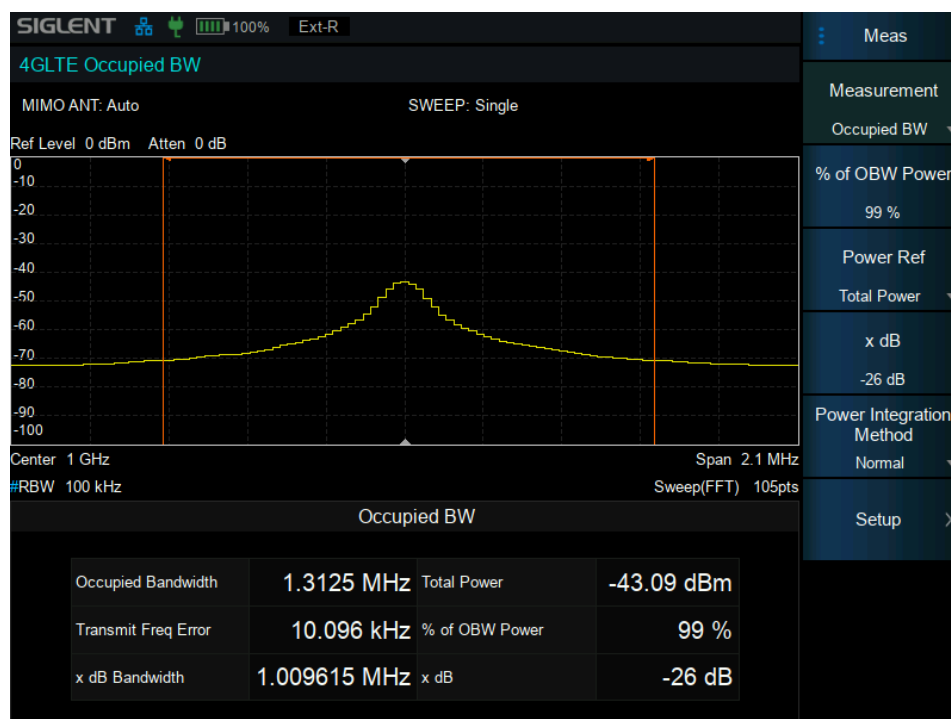 SIGLENT 100% Ext-R
Meas
4GLTE Occupied BW
MIMO ANT: Auto SWEEP: Single
Ref Level 0 dBm Atten 0 dB
0
-10
-20
-30
-40
-50
-60
-70
-80
-90
-100
Center 1 GHz Span 2.1 MHz
#RBW 100 kHz Sweep(FFT) 105pts
Occupied BW
Occupied Bandwidth 1.3125 MHz Total Power -43.09 dBm
Transmit Freq Error 10.096 kHz % of OBW Power 99 %
x dB Bandwidth 1.009615 MHz x dB -26 dB
Measurement
Occupied BW
% of OBW Power
99 %
Power Ref
Total Power
x dB
-26 dB
Power Integration
Method
Normal
Setup